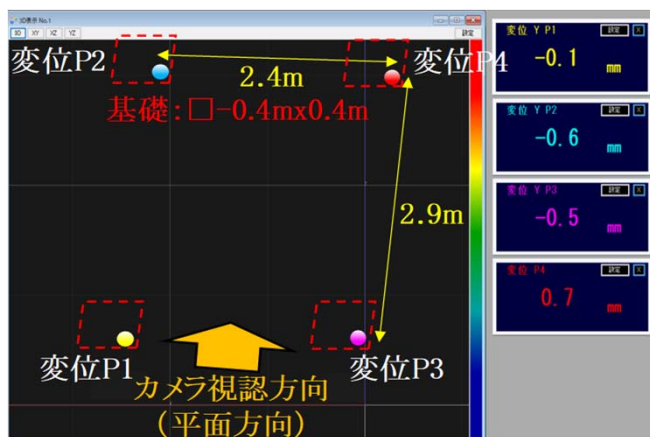 3D表示 No.1
3D XY XZ YZ 設定
変位P2
変位P4
2.4m
基礎:□-0.4mx0.4m
2.9m
変位P1
変位P3
カメラ視認方向
(平面方向)
変位 Y P1 設定 X
-0.1 mm
変位 Y P2 設定 X
-0.6 mm
変位 Y P3 設定 X
-0.5 mm
変位 P4 設定 X
0.7 mm